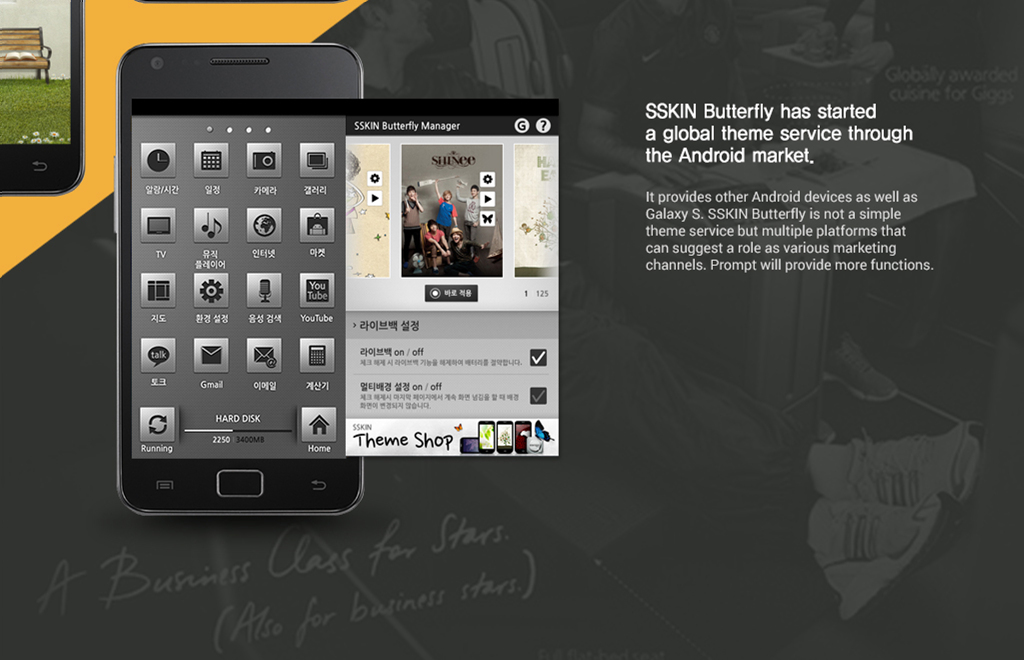 Globally awarded
cuisine for Giggs
SSKIN Butterfly has started
a global theme service through
the Android market.
It provides other Android devices as well as
Galaxy S. SSKIN Butterfly is not a simple
theme service but multiple platforms that
can suggest a role as various marketing
channels. Prompt will provide more functions.
알람/시간 일정 카메라 갤러리
TV 뮤직 플레이어 인터넷 마켓
You Tube
지도 환경 설정 음성 검색 YouTube
talk
토크 Gmail 이메일 계산기
HARD DISK
2250 3400MB
Running Home
SSKIN Butterfly Manager G ?
SHINee
바로 적용 1 125
› 라이브백 설정
라이브백 on / off
체크 해제 시 라이브백 기능을 해제하여 배터리를 절약합니다.
멀티배경 설정 on / off
체크 해제시 마지막 페이지에서 계속 화면 넘김을 할 때 배경
화면이 변경되지 않습니다.
SSKIN
Theme Shop
A Business Class for Stars.
(Also for business stars.)
Full flat-bed seat